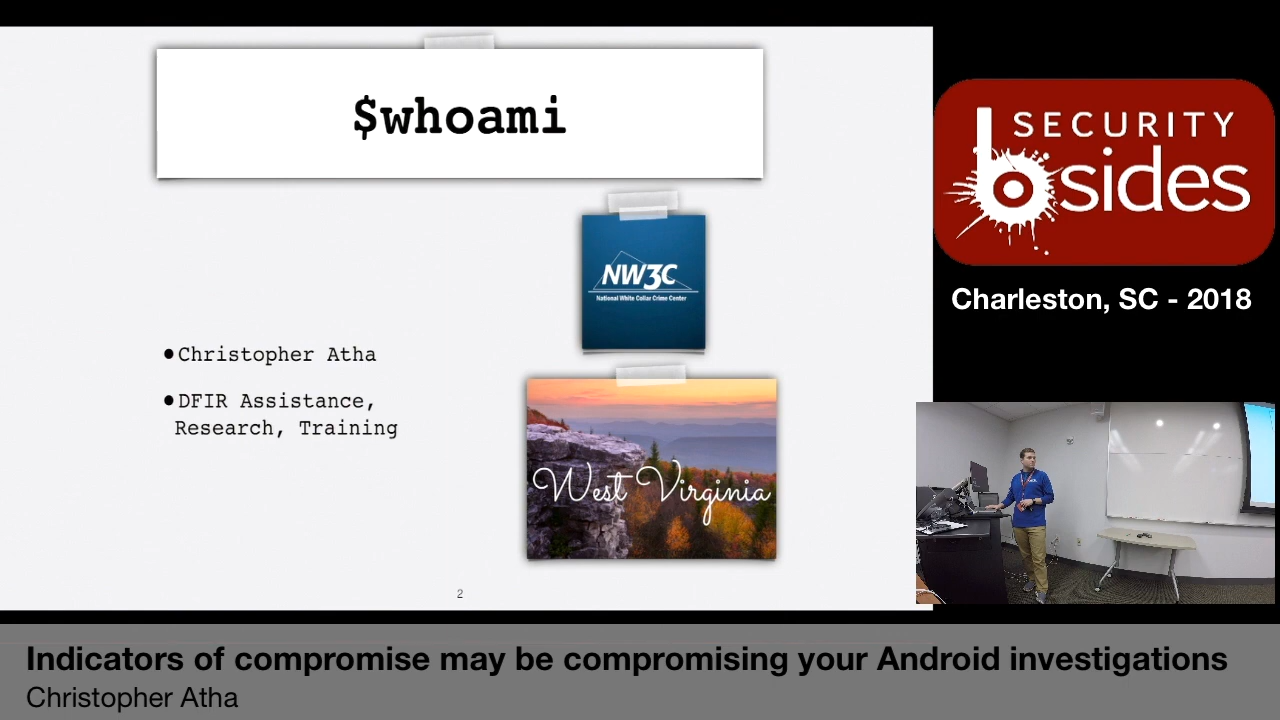 $whoami
NW3C
National White Collar Crime Center
•Christopher Atha
•DFIR Assistance,
Research, Training
West Virginia
2
SECURITY
bsides
Charleston, SC - 2018
Indicators of compromise may be compromising your Android investigations
Christopher Atha